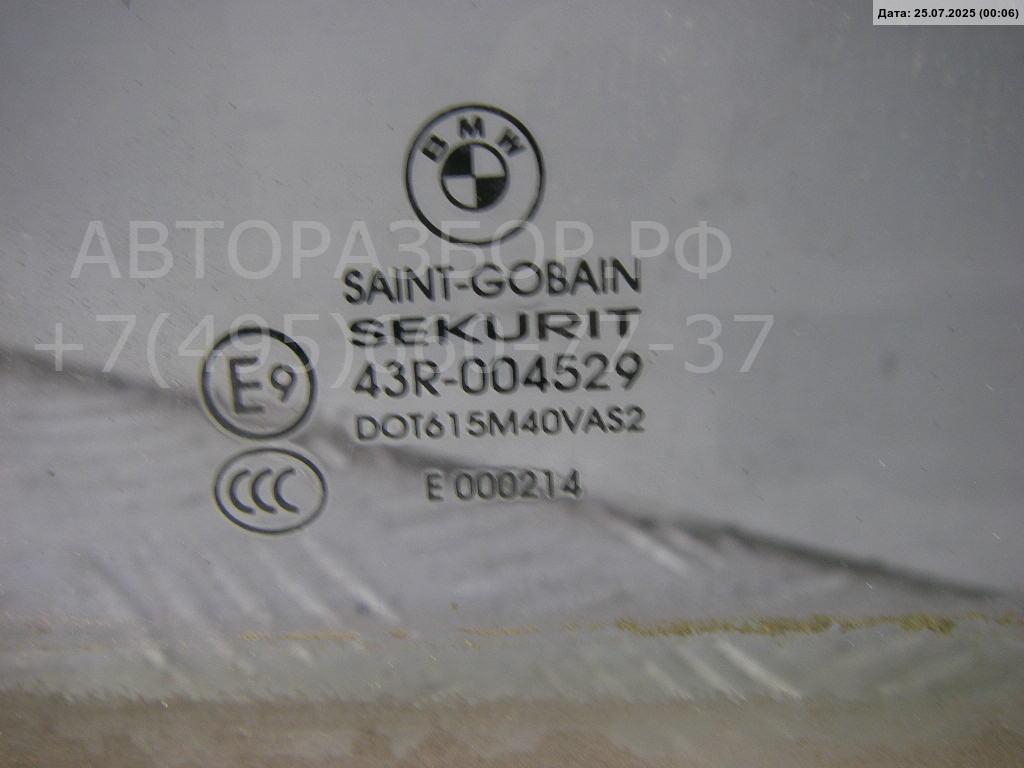 Дата: 25.07.2025 (00:06)
BMW
АВТОРАЗБОР.РФ
SAINT-GOBAIN
SEKURIT
E9
43R-004529
DOT615M40VAS2
CCC
E 000214